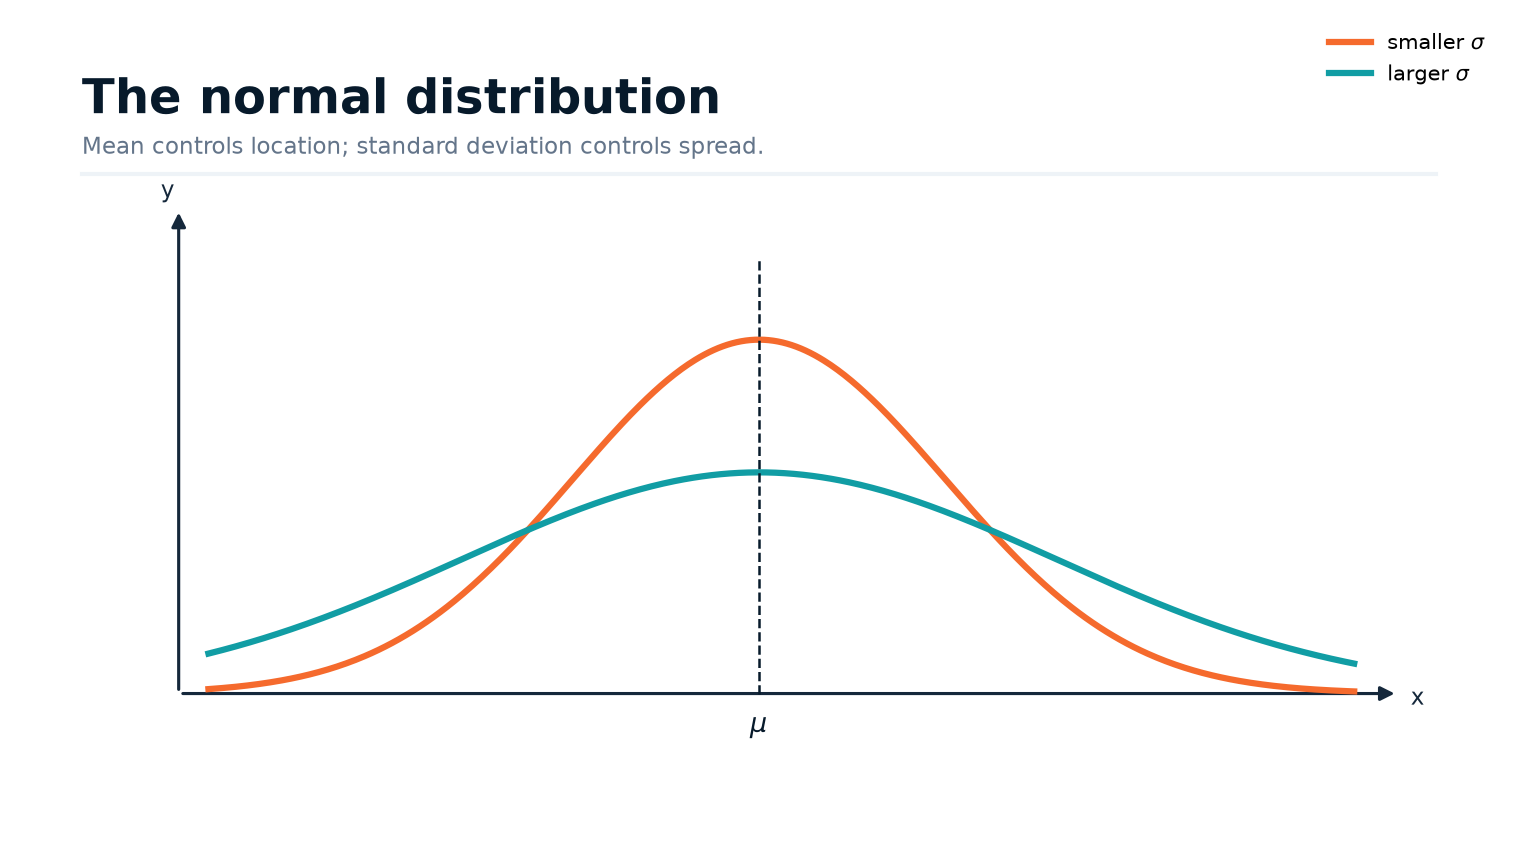 smaller σ
larger σ
The normal distribution
Mean controls location; standard deviation controls spread.
y
x
μ